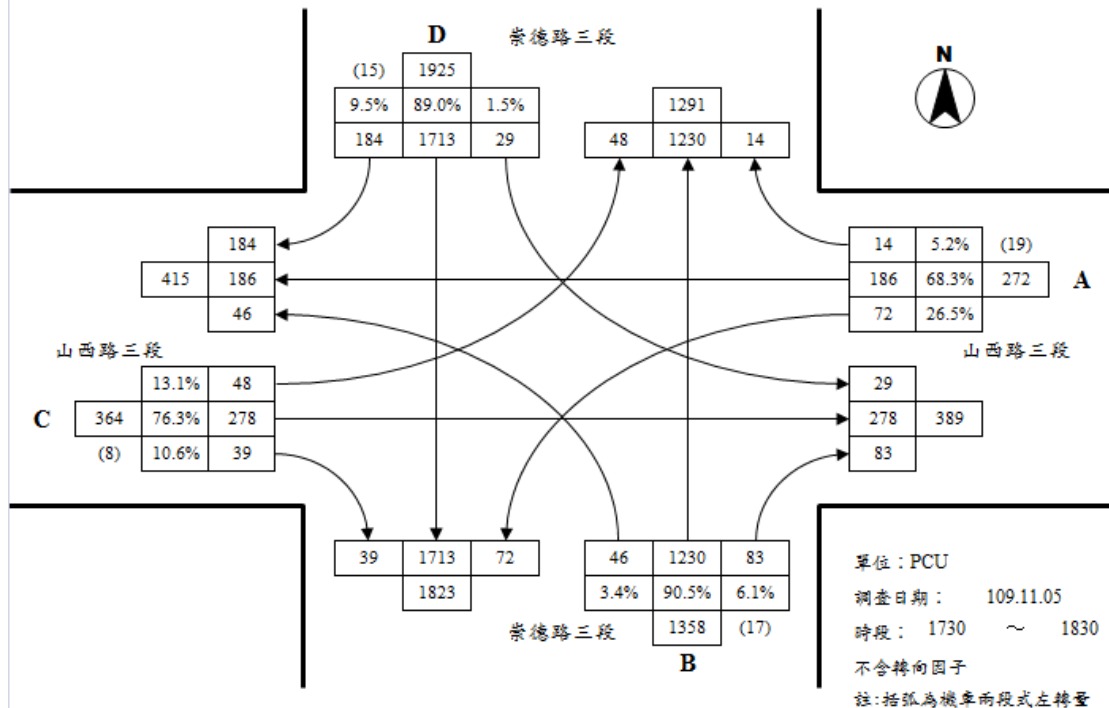 D 崇德路三段
(15) 1925
9.5% 89.0% 1.5%
184 1713 29
1291
48 1230 14
N
184
415 186
46
山西路三段
14 5.2% (19)
186 68.3% 272 A
72 26.5%
山西路三段
13.1% 48
C 364 76.3% 278
(8) 10.6% 39
29
278 389
83
39 1713 72
1823
46 1230 83
3.4% 90.5% 6.1%
崇德路三段 1358 (17)
B
單位：PCU
調查日期： 109.11.05
時段： 1730 ～ 1830
不含轉向因子
註:括弧為機車兩段式左轉量